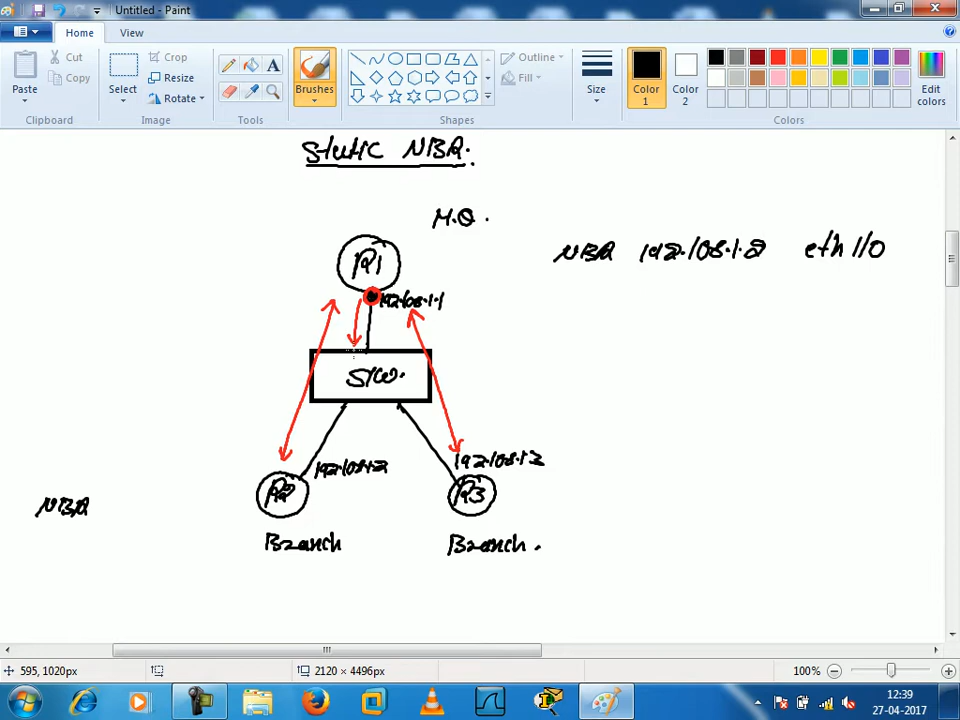 Untitled - Paint
Home
View
Paste
Cut
Copy
Clipboard
Select
Crop
Resize
Rotate
Image
Tools
Brushes
Outline
Fill
Shapes
Size
Color 1
Color 2
Edit colors
Colors
Static NBR.
H.O.
R1
NBR 192.168.1.2 eth 1/0
192.168.1.1
SW.
192.168.1.2
192.168.1.3
R2
R3
NBR
Branch
Branch.
595, 1020px
2120 × 4496px
100%
12:39
27-04-2017